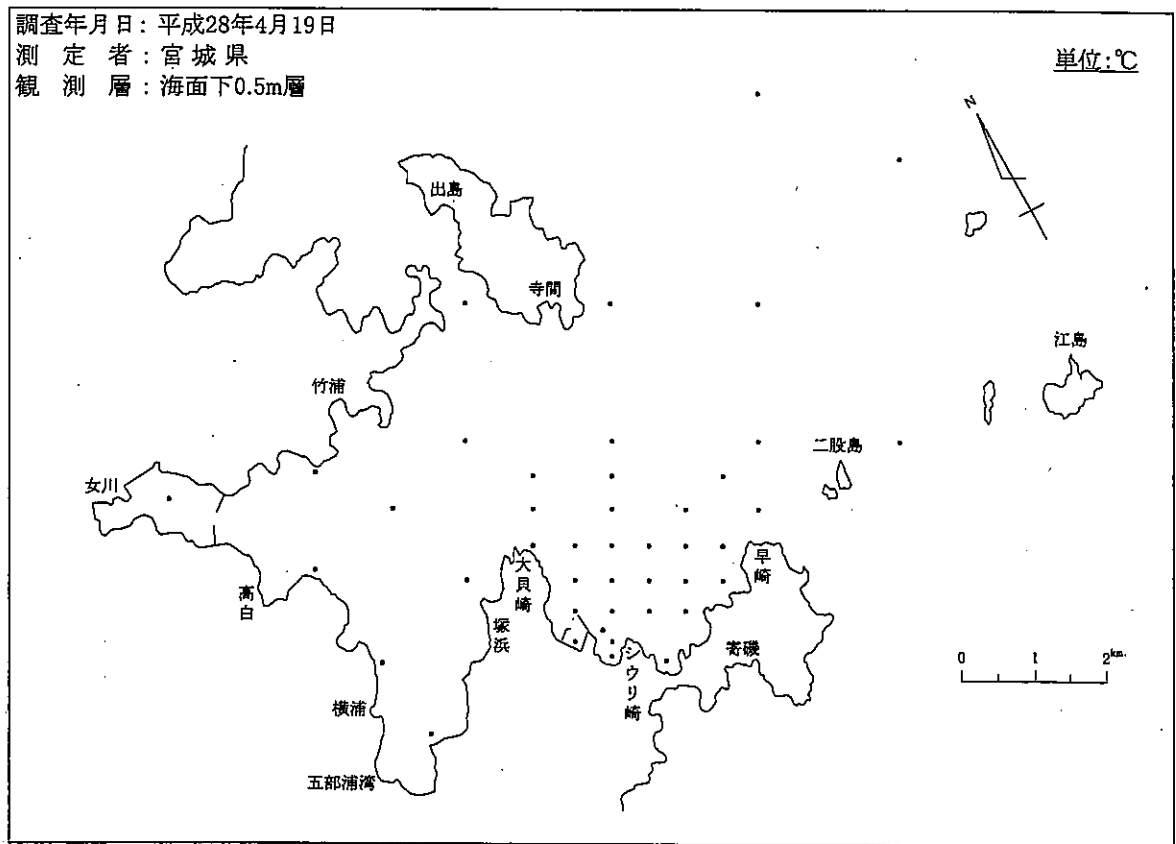 調査年月日：平成28年4月19日
測定者：宮城県
観測層：海面下0.5m層
単位：℃
N
出島
寺間
江島
竹浦
二股島
女川
大貝崎
早崎
高白
塚浜
シウリ崎
寄磯
横浦
五部浦湾
0 1 2km.